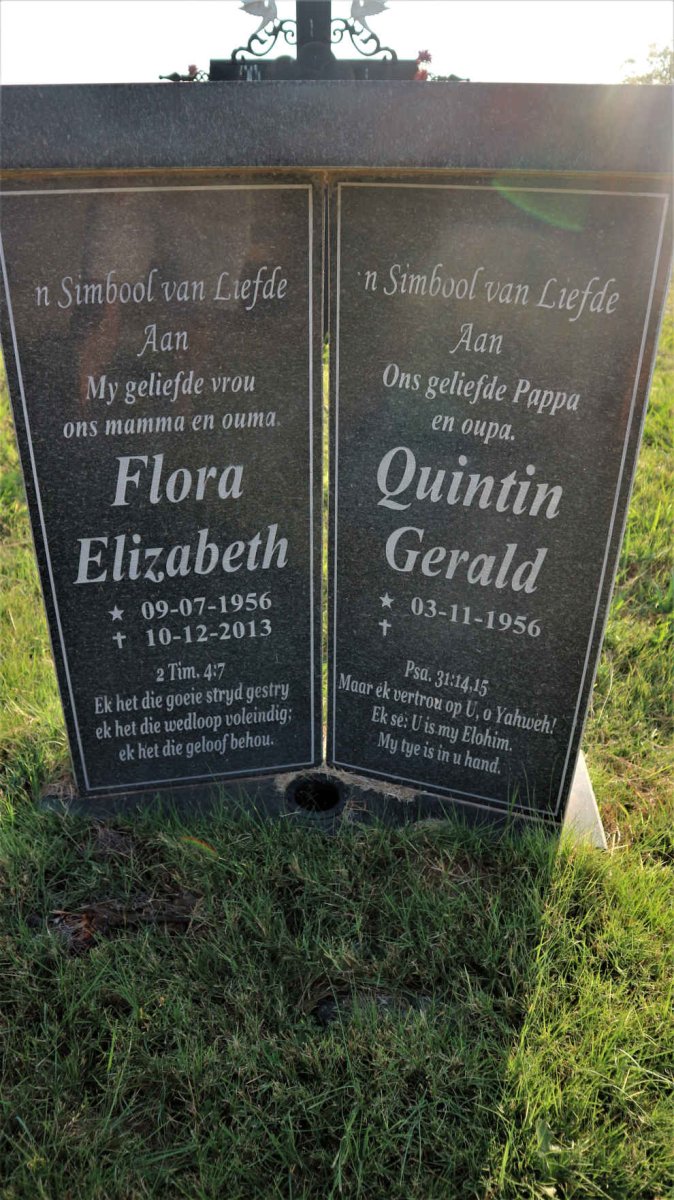 'n Simbool van Liefde
Aan
My geliefde vrou
ons mamma en ouma.
Flora
Elizabeth
★ 09-07-1956
✝ 10-12-2013
2 Tim. 4:7
Ek het die goeie stryd gestry
ek het die wedloop voleindig;
ek het die geloof behou.
'n Simbool van Liefde
Aan
Ons geliefde Pappa
en oupa.
Quintin
Gerald
★ 03-11-1956
✝
Psa. 31:14,15
Maar ék vertrou op U, o Yahweh!
Ek sê; U is my Elohim.
My tye is in u hand.